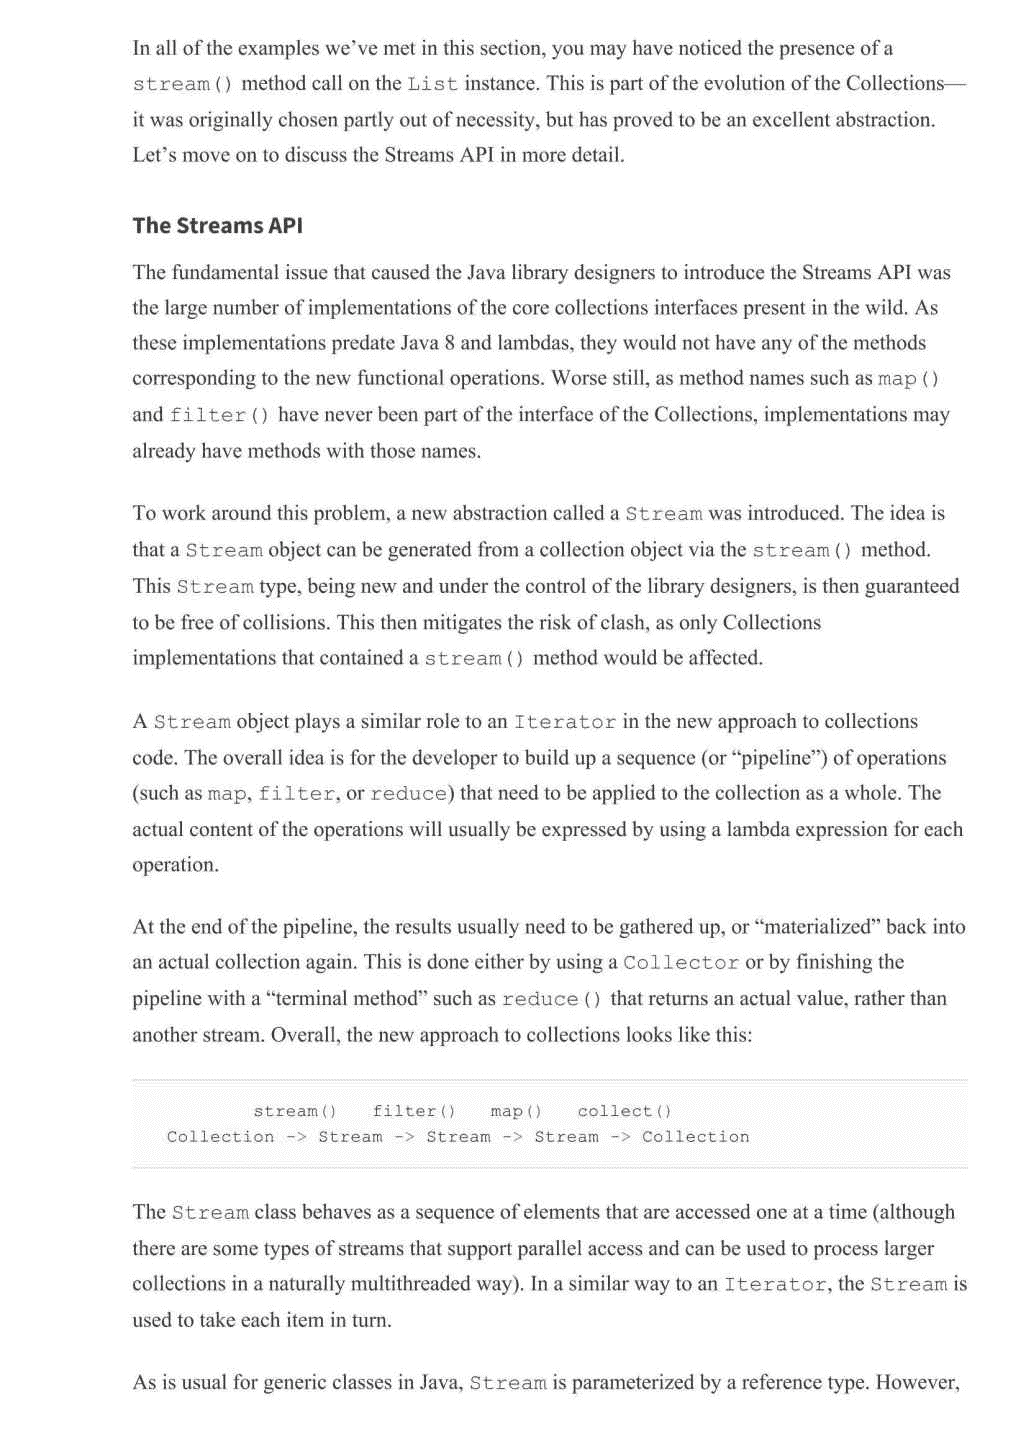 In all of the examples we’ve met in this section, you may have noticed the presence of a
stream() method call on the List instance. This is part of the evolution of the Collections—
it was originally chosen partly out of necessity, but has proved to be an excellent abstraction.
Let’s move on to discuss the Streams API in more detail.
The Streams API
The fundamental issue that caused the Java library designers to introduce the Streams API was
the large number of implementations of the core collections interfaces present in the wild. As
these implementations predate Java 8 and lambdas, they would not have any of the methods
corresponding to the new functional operations. Worse still, as method names such as map()
and filter() have never been part of the interface of the Collections, implementations may
already have methods with those names.
To work around this problem, a new abstraction called a Stream was introduced. The idea is
that a Stream object can be generated from a collection object via the stream() method.
This Stream type, being new and under the control of the library designers, is then guaranteed
to be free of collisions. This then mitigates the risk of clash, as only Collections
implementations that contained a stream() method would be affected.
A Stream object plays a similar role to an Iterator in the new approach to collections
code. The overall idea is for the developer to build up a sequence (or “pipeline”) of operations
(such as map, filter, or reduce) that need to be applied to the collection as a whole. The
actual content of the operations will usually be expressed by using a lambda expression for each
operation.
At the end of the pipeline, the results usually need to be gathered up, or “materialized” back into
an actual collection again. This is done either by using a Collector or by finishing the
pipeline with a “terminal method” such as reduce() that returns an actual value, rather than
another stream. Overall, the new approach to collections looks like this:
stream() filter() map() collect()
Collection -> Stream -> Stream -> Stream -> Collection
The Stream class behaves as a sequence of elements that are accessed one at a time (although
there are some types of streams that support parallel access and can be used to process larger
collections in a naturally multithreaded way). In a similar way to an Iterator, the Stream is
used to take each item in turn.
As is usual for generic classes in Java, Stream is parameterized by a reference type. However,